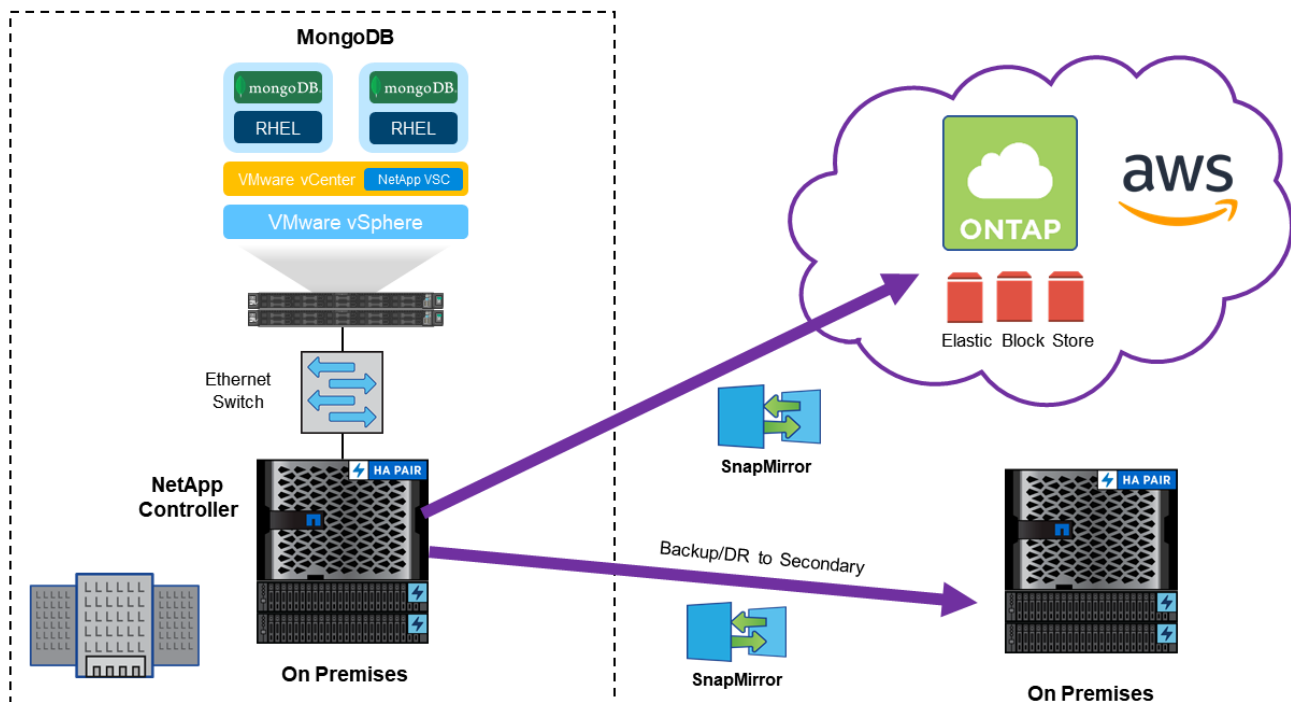 MongoDB
mongoDB.
mongoDB.
RHEL
RHEL
VMware vCenter
NetApp VSC
VMware vSphere
Ethernet
Switch
NetApp
Controller
HA PAIR
On Premises
ONTAP
aws
Elastic Block Store
SnapMirror
Backup/DR to Secondary
SnapMirror
HA PAIR
On Premises